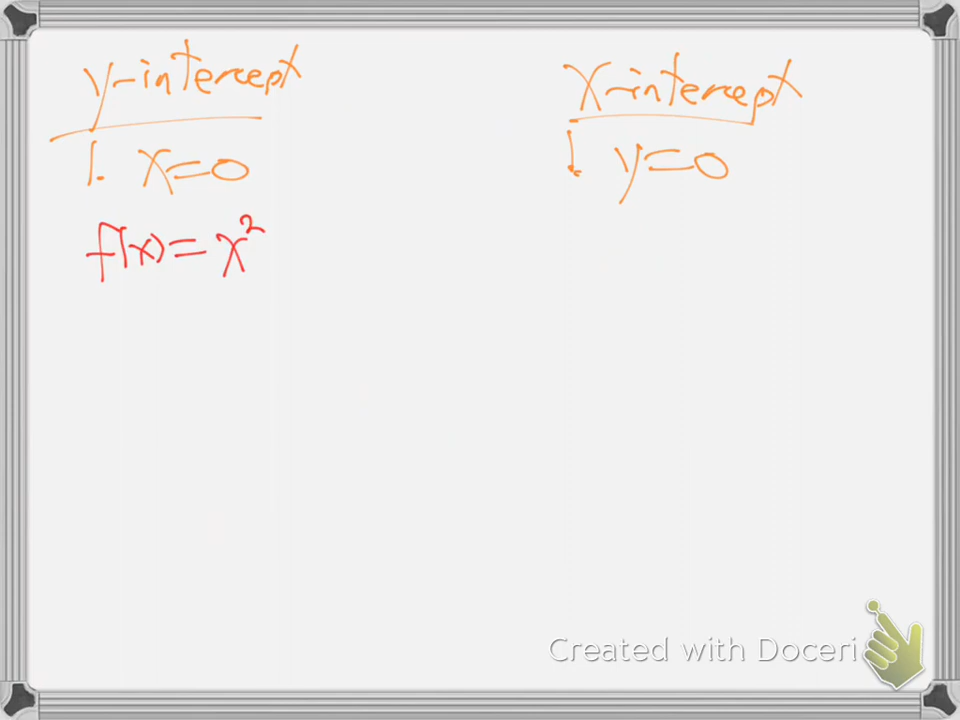 y-intercept
1. x=0
f(x)=x²
x-intercept
1. y=0
Created with Doceri